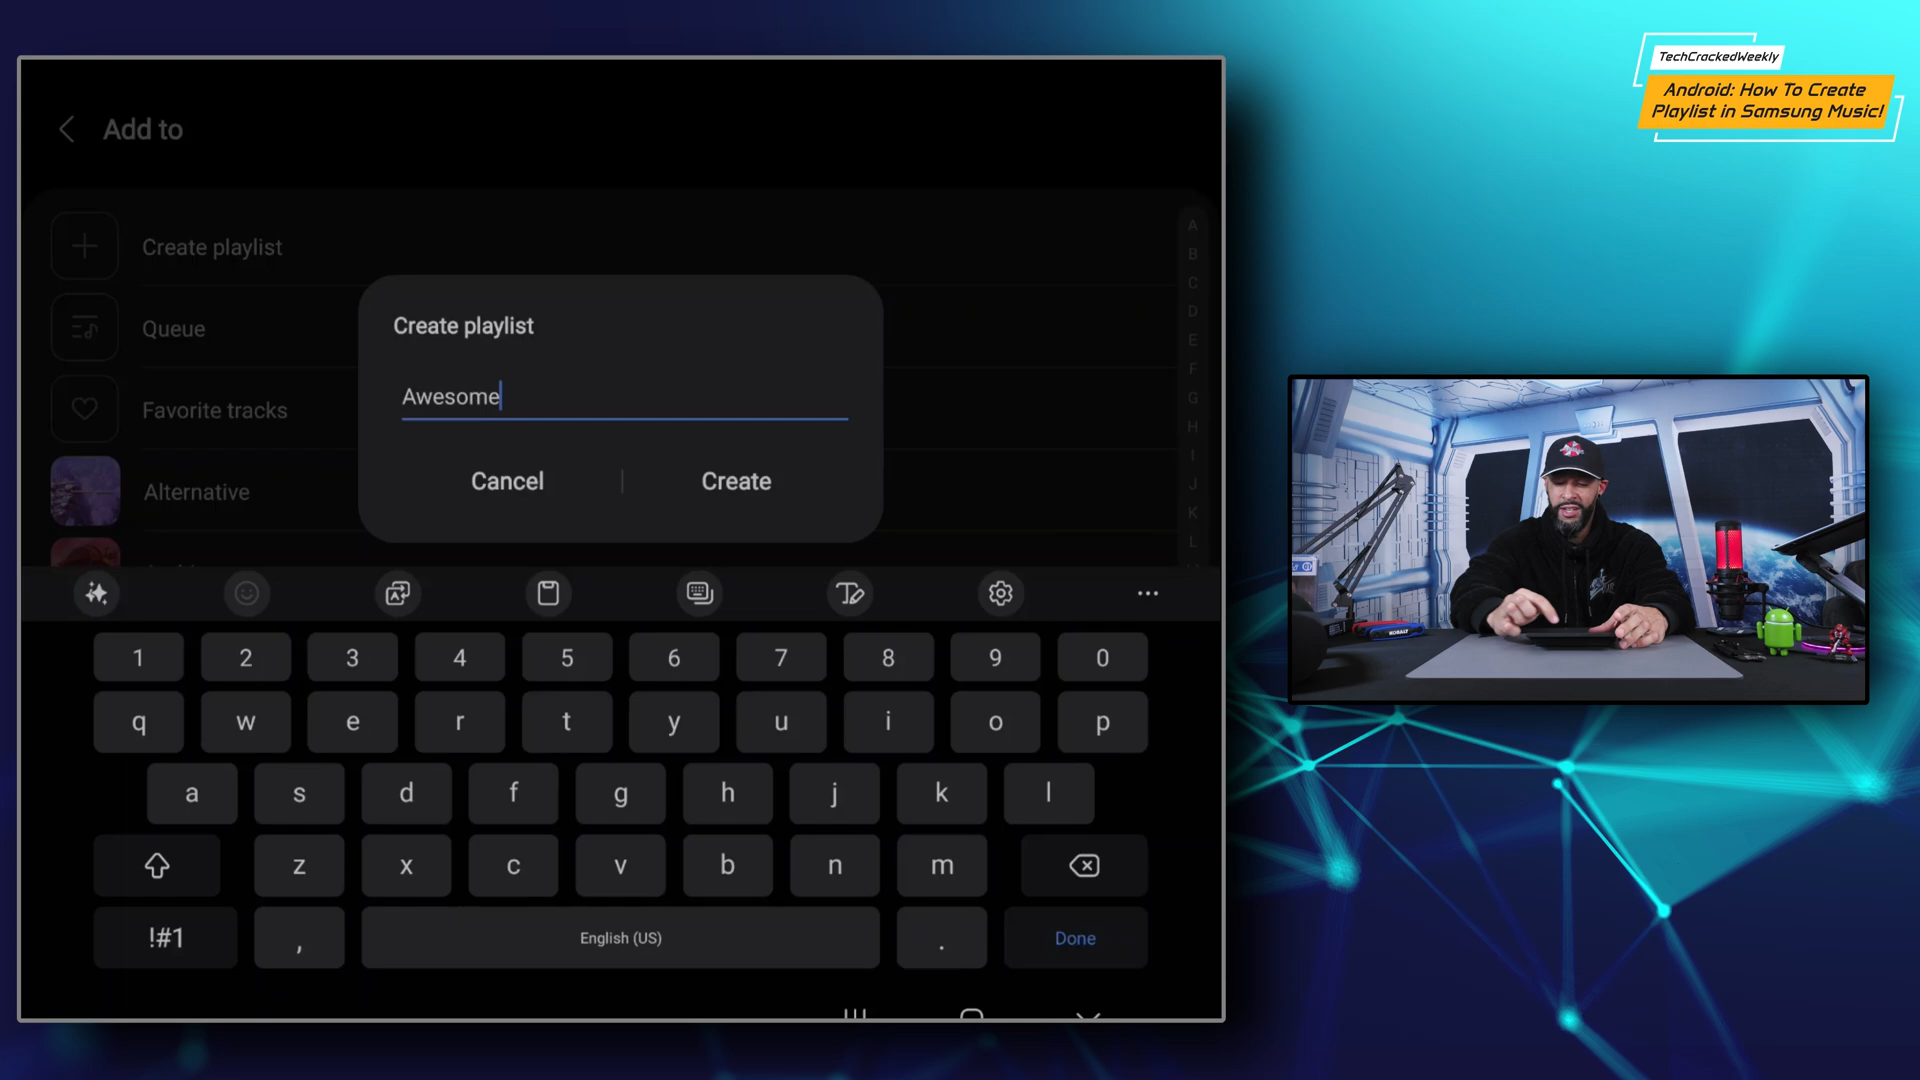 TechCrackedWeekly
Android: How To Create
Playlist in Samsung Music!
Add to
Create playlist
Queue
Favorite tracks
Alternative
A
B
C
D
E
F
G
H
I
J
K
L
Create playlist
Awesome
Cancel
Create
1 2 3 4 5 6 7 8 9 0
q w e r t y u i o p
a s d f g h j k l
z x c v b n m
!#1 , English (US) . Done
KOBALT